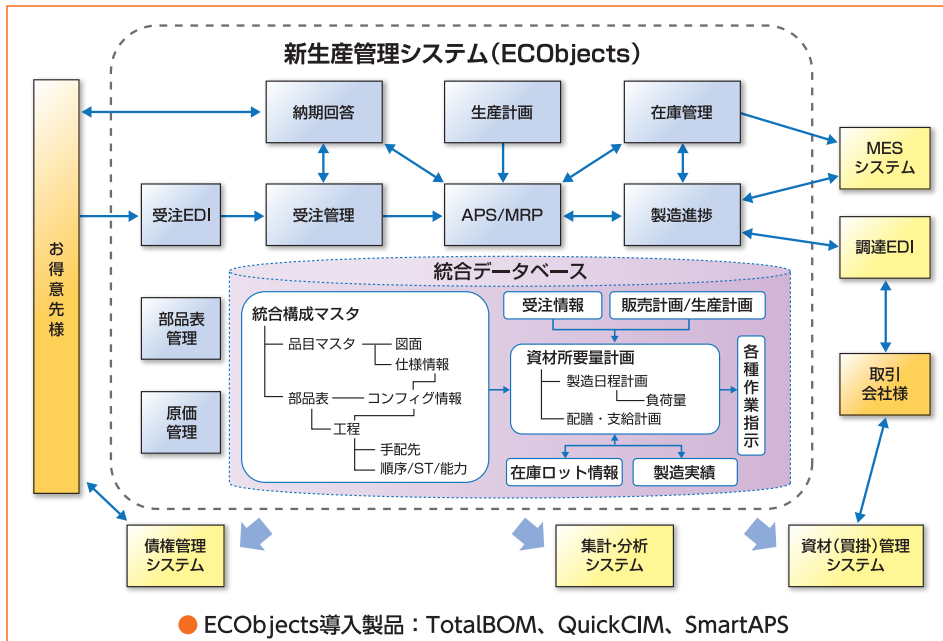 新生産管理システム(ECObjects)
お得意先様
納期回答
生産計画
在庫管理
MES
システム
受注EDI
受注管理
APS/MRP
製造進捗
調達EDI
統合データベース
部品表
管理
原価
管理
統合構成マスタ
品目マスタ
図面
仕様情報
部品表
コンフィグ情報
工程
手配先
順序/ST/能力
受注情報
販売計画/生産計画
資材所要量計画
製造日程計画
負荷量
配膳・支給計画
在庫ロット情報
製造実績
各種作業指示
取引
会社様
債権管理
システム
集計・分析
システム
資材(買掛)管理
システム
● ECObjects導入製品：TotalBOM、QuickCIM、SmartAPS